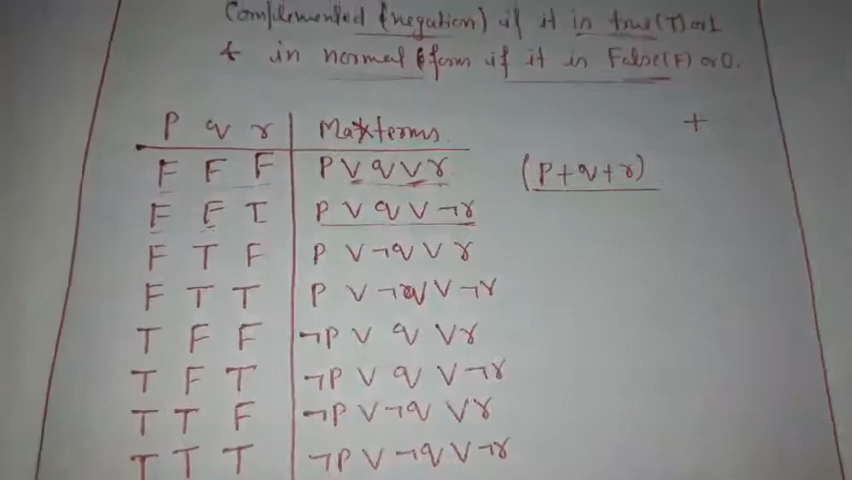 Complemented (negation) if it is true(T) or 1
& in normal form if it is False(F) or 0.
+
P q r | Maxterms
F F F | P V q V r (P+q+r)
F F T | P V q V ¬r
F T F | P V ¬q V r
F T T | P V ¬q V ¬r
T F F | ¬P V q V r
T F T | ¬P V q V ¬r
T T F | ¬P V ¬q V r
T T T | ¬P V ¬q V ¬r